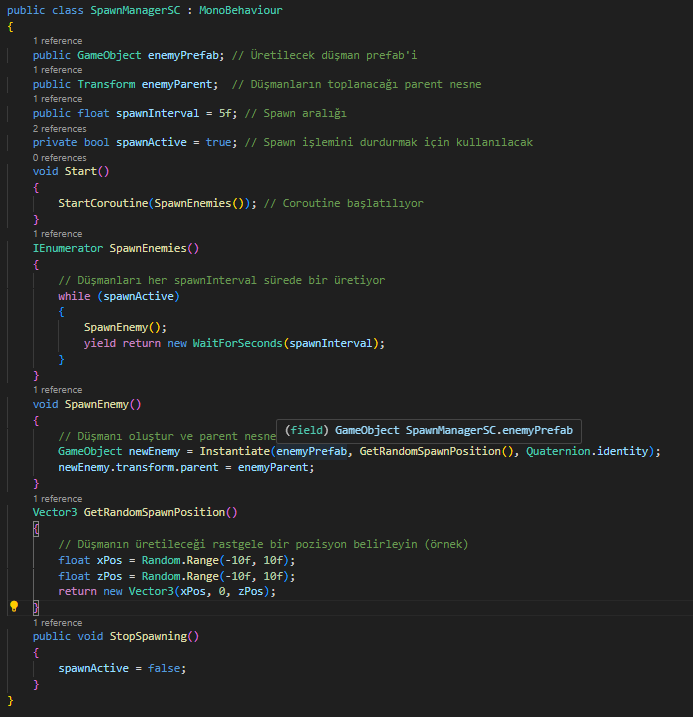 public class SpawnManagerSC : MonoBehaviour
{
1 reference
public GameObject enemyPrefab; // Üretilecek düşman prefab'i
1 reference
public Transform enemyParent;  // Düşmanların toplanacağı parent nesne
1 reference
public float spawnInterval = 5f; // Spawn aralığı
2 references
private bool spawnActive = true; // Spawn işlemini durdurmak için kullanılacak
0 references
void Start()
{
StartCoroutine(SpawnEnemies()); // Coroutine başlatılıyor
}
1 reference
IEnumerator SpawnEnemies()
{
// Düşmanları her spawnInterval sürede bir üretiyor
while (spawnActive)
{
SpawnEnemy();
yield return new WaitForSeconds(spawnInterval);
}
}
1 reference
void SpawnEnemy()
{
(field) GameObject SpawnManagerSC.enemyPrefab
// Düşmanı oluştur ve parent nesne
GameObject newEnemy = Instantiate(enemyPrefab, GetRandomSpawnPosition(), Quaternion.identity);
newEnemy.transform.parent = enemyParent;
}
1 reference
Vector3 GetRandomSpawnPosition()
{
// Düşmanın üretileceği rastgele bir pozisyon belirleyin (örnek)
float xPos = Random.Range(-10f, 10f);
float zPos = Random.Range(-10f, 10f);
return new Vector3(xPos, 0, zPos);
}
1 reference
public void StopSpawning()
{
spawnActive = false;
}
}